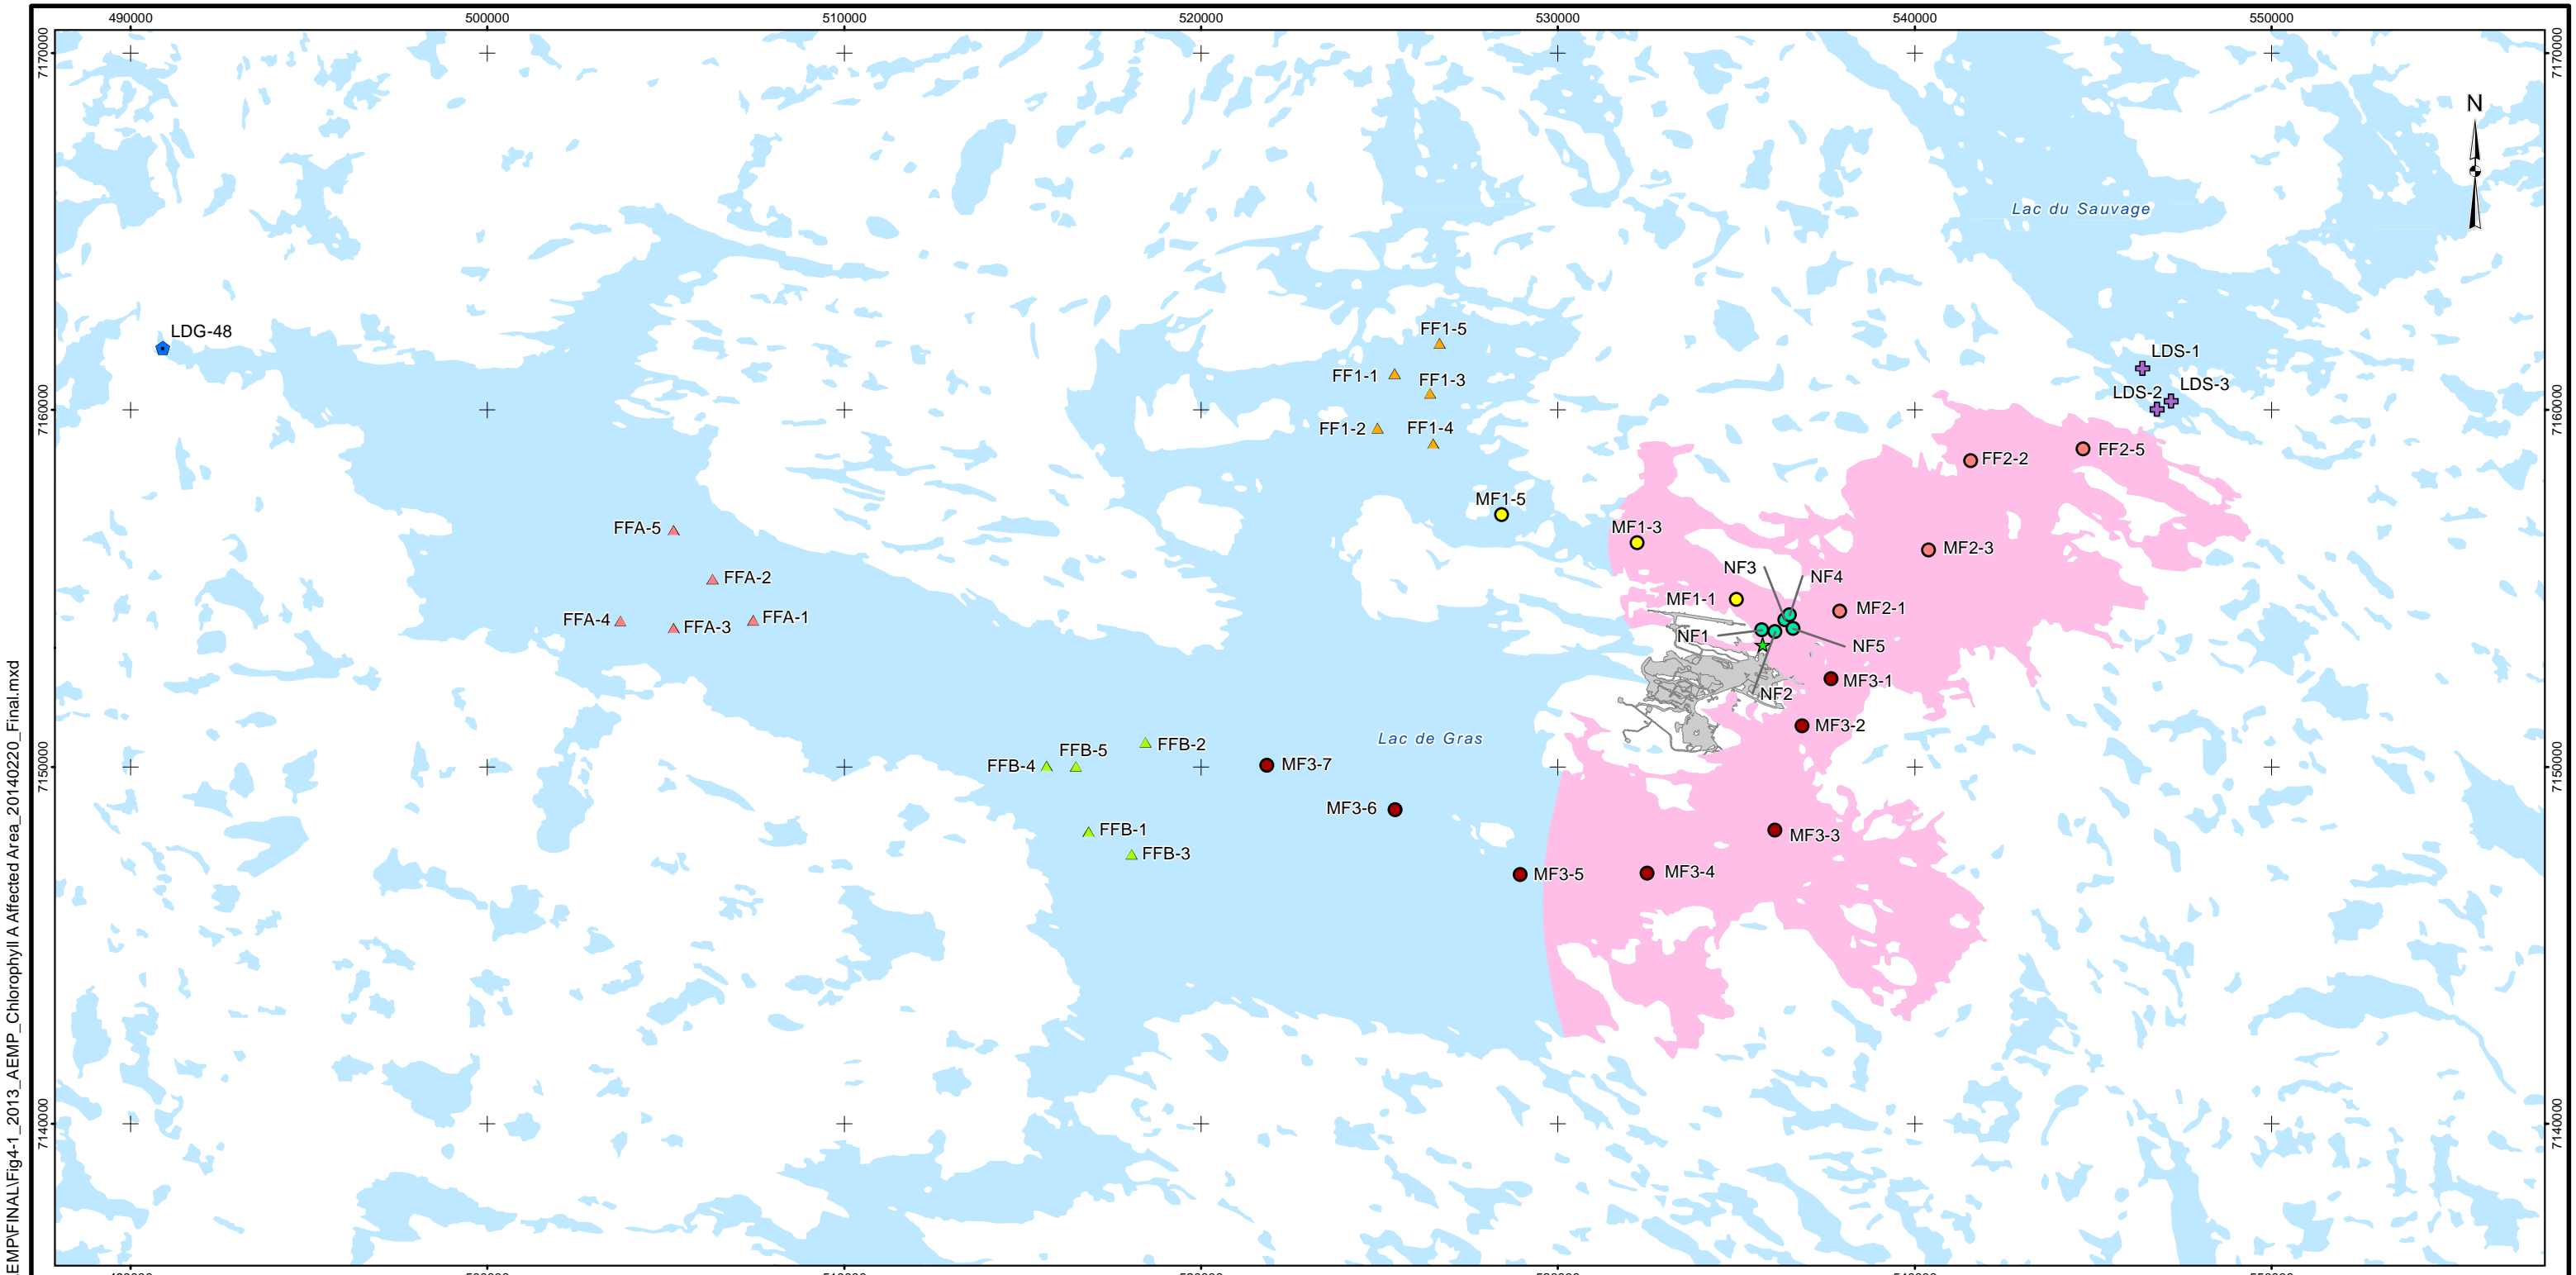 490000 500000 510000 520000 530000 540000 550000
7170000 7170000
N
Lac du Sauvage
LDG-48
FF1-5
LDS-1
FF1-1
FF1-3
LDS-3
LDS-2
7160000 7160000
FF1-2
FF1-4
FF2-5
FF2-2
MF1-5
MF1-3
FFA-5
MF2-3
NF3
NF4
FFA-2
MF1-1
MF2-1
FFA-4
FFA-3
FFA-1
NF1
NF5
MF3-1
NF2
MF3-2
Lac de Gras
FFB-2
FFB-5
FFB-4
MF3-7
7150000 7150000
MF3-6
FFB-1
MF3-3
FFB-3
MF3-5
MF3-4
7140000 7140000
EMP\FINAL\Fig4-1_2013_AEMP_Chlorophyll A Affected Area_20140220_Final.mxd